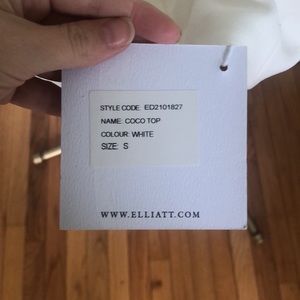 STYLE CODE: ED2101827
NAME: COCO TOP
COLOUR: WHITE
SIZE: S
WWW.ELLIATT.COM